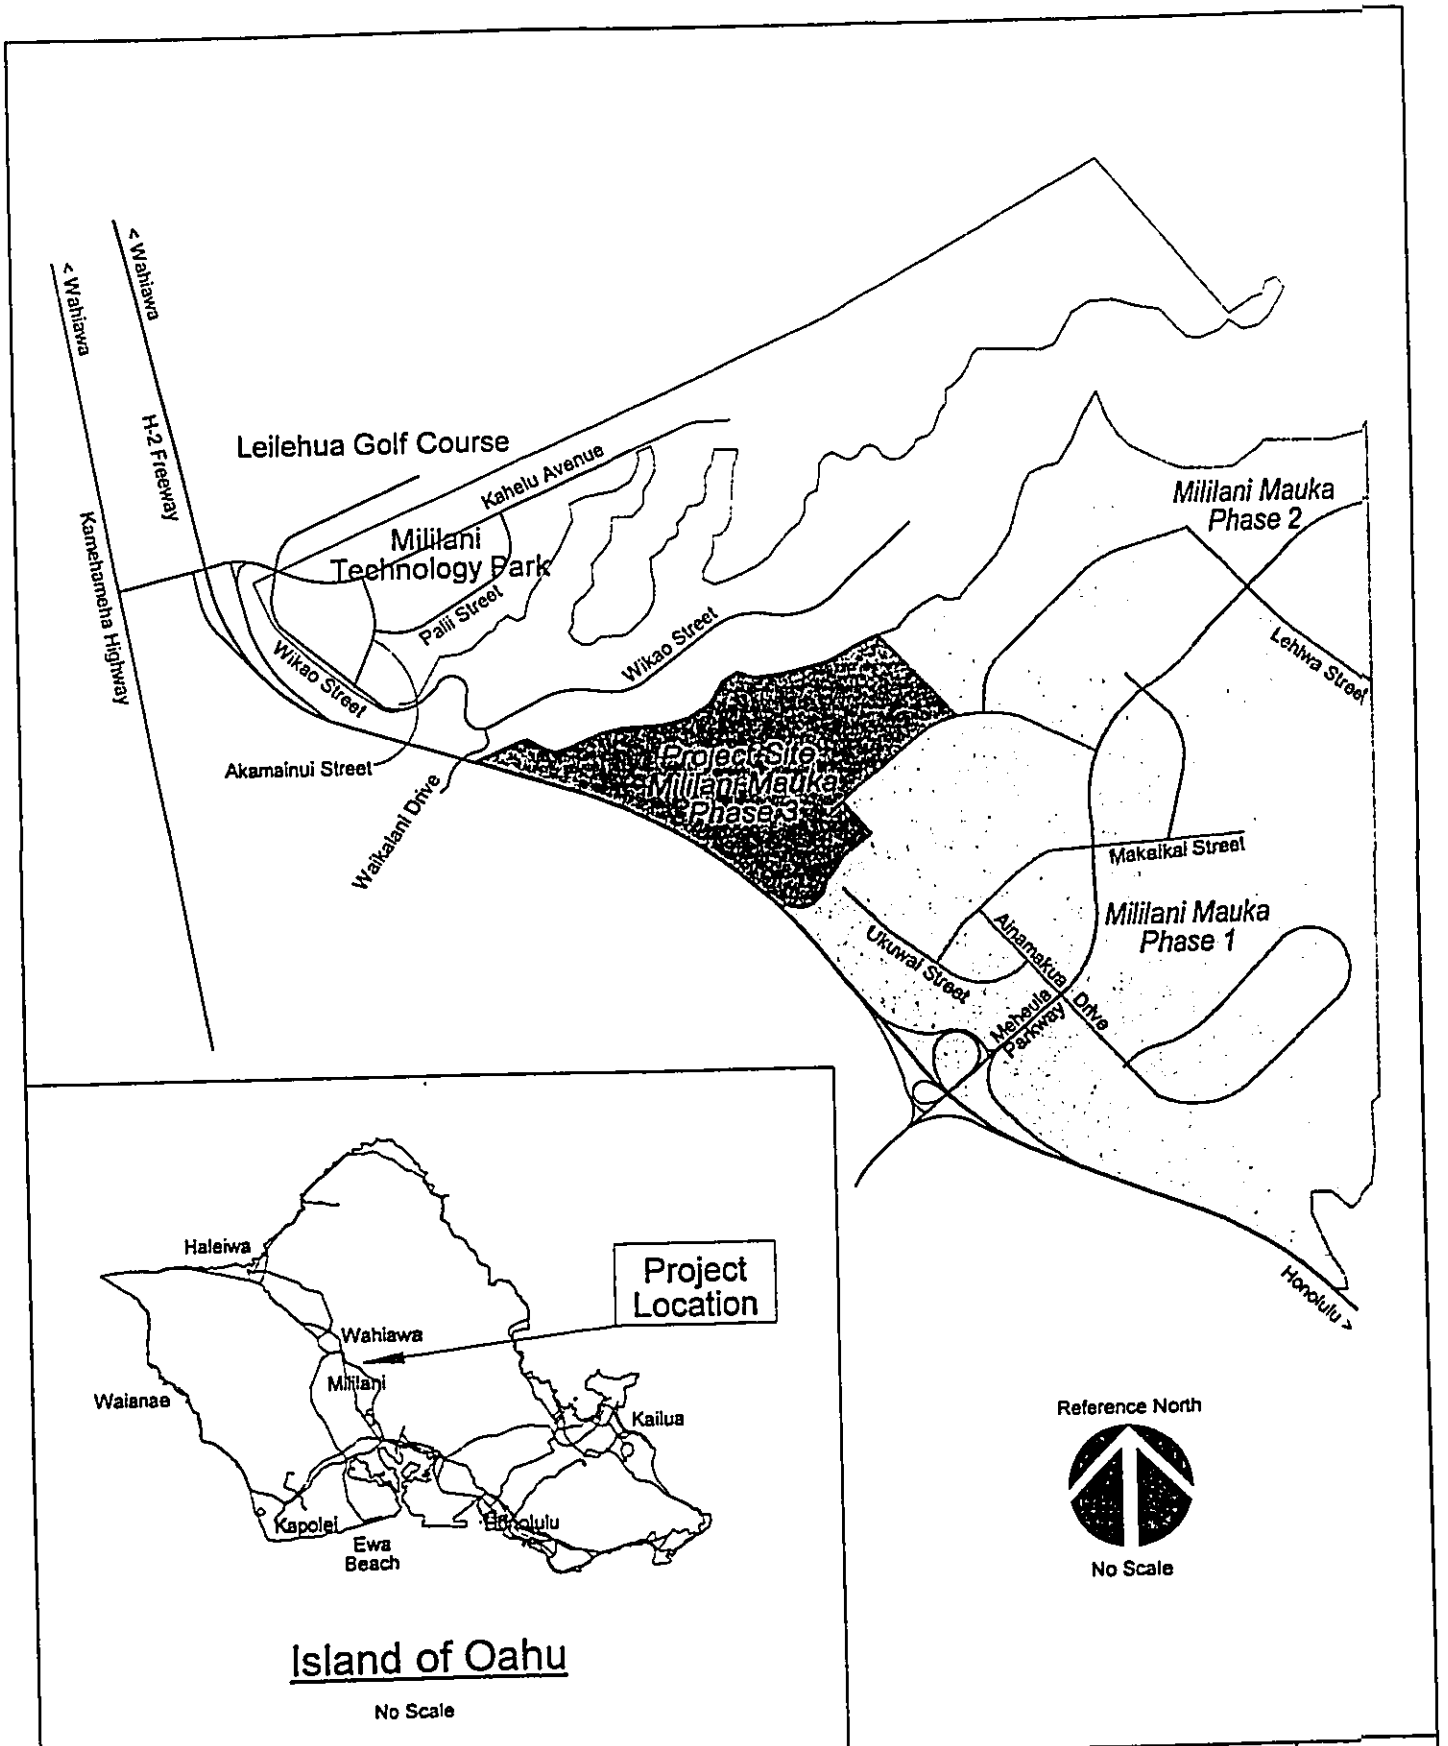 < Wahiawa
< Wahiawa
H-2 Freeway
Kamehameha Highway
Leilehua Golf Course
Kahelu Avenue
Mililani
Technology Park
Palii Street
Wikao Street
Wikao Street
Akamainui Street
Waikalani Drive
Project Site
Mililani Mauka
Phase 3
Mililani Mauka
Phase 2
Lehiwa Street
Makaikai Street
Mililani Mauka
Phase 1
Ainamakua
Drive
Ukuwai Street
Meheula
Parkway
Honolulu >
Haleiwa
Project
Location
Wahiawa
Mililani
Waianae
Kailua
Kapolei
Honolulu
Ewa
Beach
Island of Oahu
No Scale
Reference North
No Scale